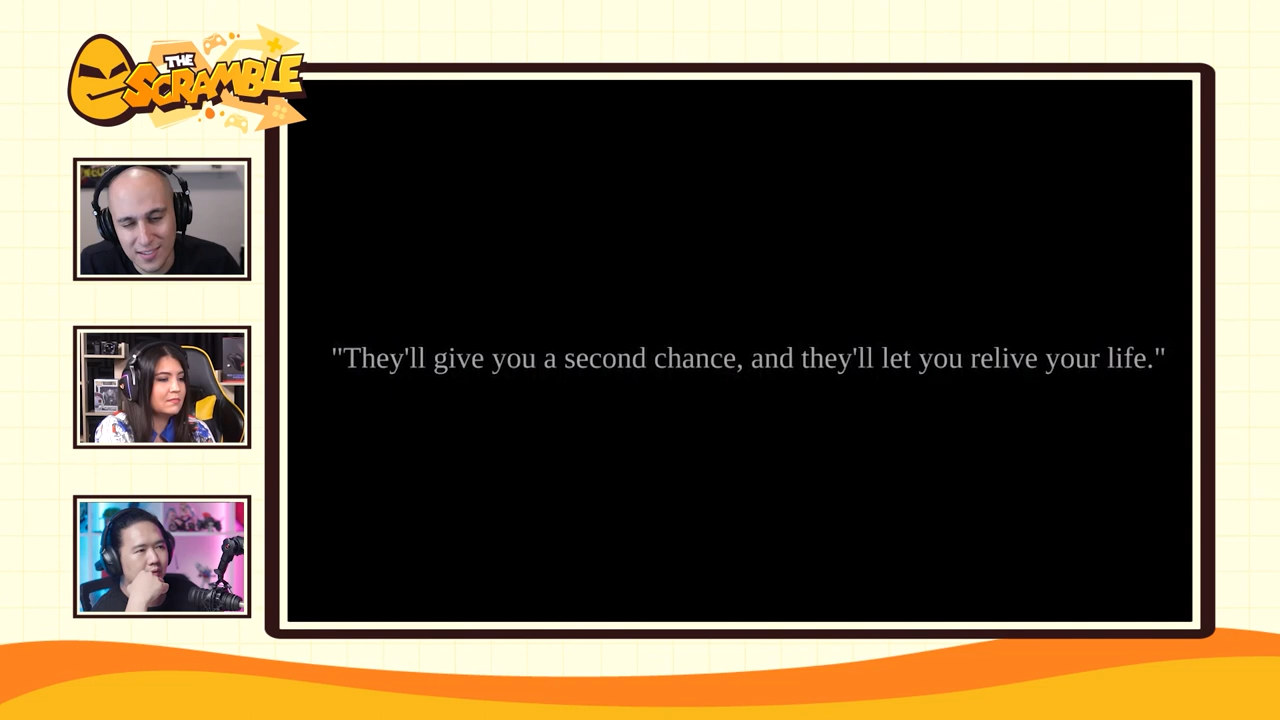 THE
SCRAMBLE
"They'll give you a second chance, and they'll let you relive your life."